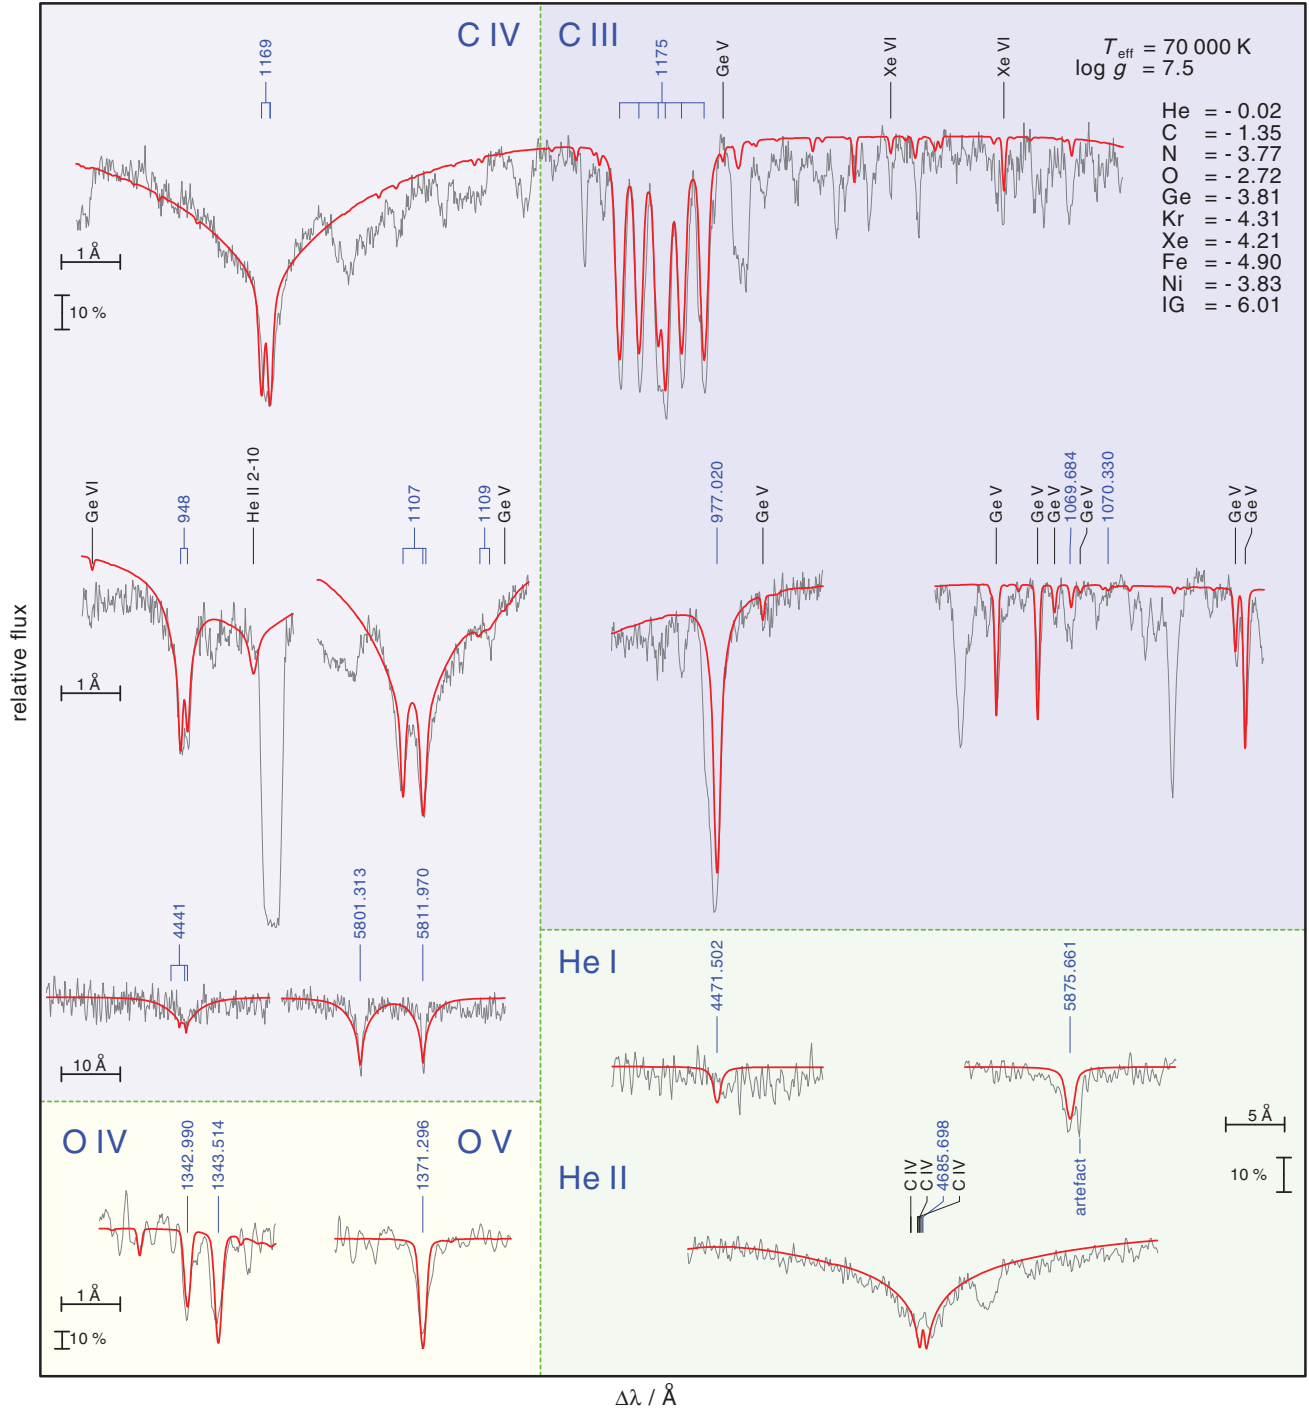 C IV
1169
1 Å
10 %
C III
1175
Ge V
Xe VI
Xe VI
T eff = 70 000 K
log g = 7.5
He = - 0.02
C = - 1.35
N = - 3.77
O = - 2.72
Ge = - 3.81
Kr = - 4.31
Xe = - 4.21
Fe = - 4.90
Ni = - 3.83
IG = - 6.01
Ge VI
948
He II 2-10
1107
1109
Ge V
1 Å
977.020
Ge V
Ge V
Ge V
Ge V
1069.684
Ge V
1070.330
Ge V
Ge V
relative flux
4441
5801.313
5811.970
10 Å
He I
4471.502
5875.661
artefact
5 Å
10 %
O IV
1342.990
1343.514
O V
1371.296
1 Å
10 %
He II
C IV
C IV
4685.698
C IV
Δλ / Å